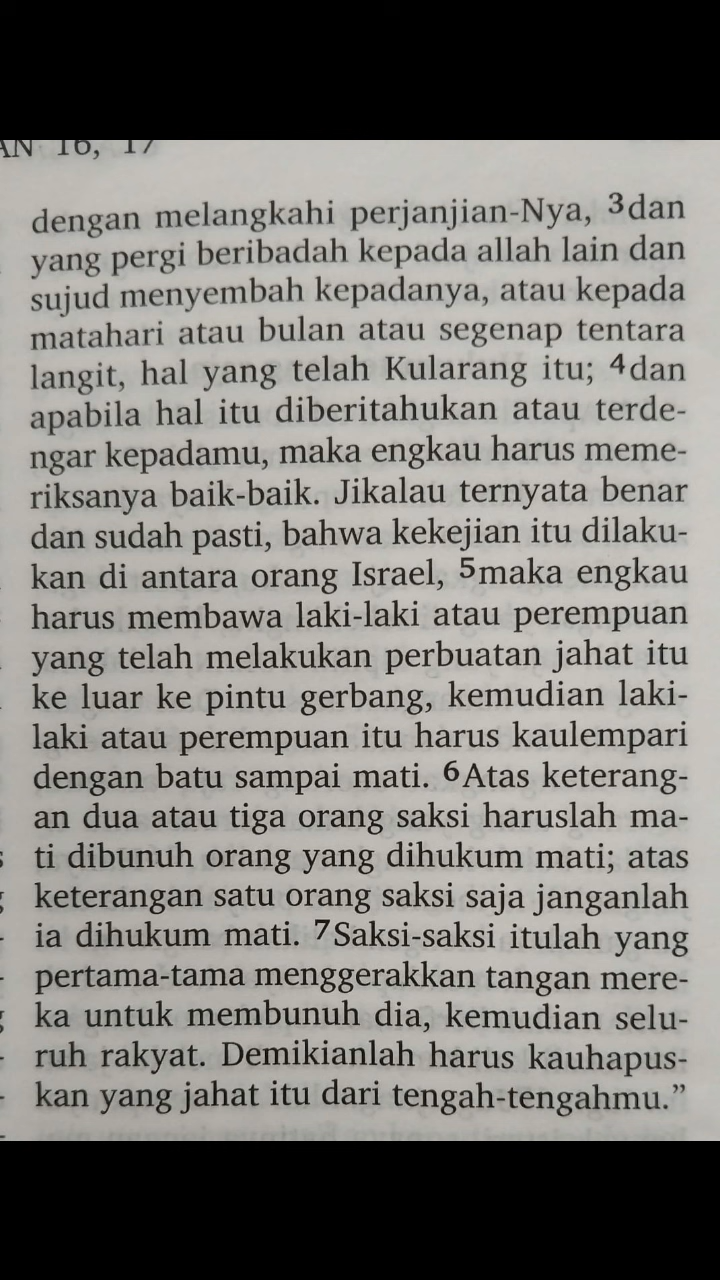 AN 16, 17
dengan melangkahi perjanjian-Nya, 3dan
yang pergi beribadah kepada allah lain dan
sujud menyembah kepadanya, atau kepada
matahari atau bulan atau segenap tentara
langit, hal yang telah Kularang itu; 4dan
apabila hal itu diberitahukan atau terde-
ngar kepadamu, maka engkau harus meme-
riksanya baik-baik. Jikalau ternyata benar
dan sudah pasti, bahwa kekejian itu dilaku-
kan di antara orang Israel, 5maka engkau
harus membawa laki-laki atau perempuan
yang telah melakukan perbuatan jahat itu
ke luar ke pintu gerbang, kemudian laki-
laki atau perempuan itu harus kaulempari
dengan batu sampai mati. 6Atas keterang-
an dua atau tiga orang saksi haruslah ma-
ti dibunuh orang yang dihukum mati; atas
keterangan satu orang saksi saja janganlah
ia dihukum mati. 7Saksi-saksi itulah yang
pertama-tama menggerakkan tangan mere-
ka untuk membunuh dia, kemudian selu-
ruh rakyat. Demikianlah harus kauhapus-
kan yang jahat itu dari tengah-tengahmu.”